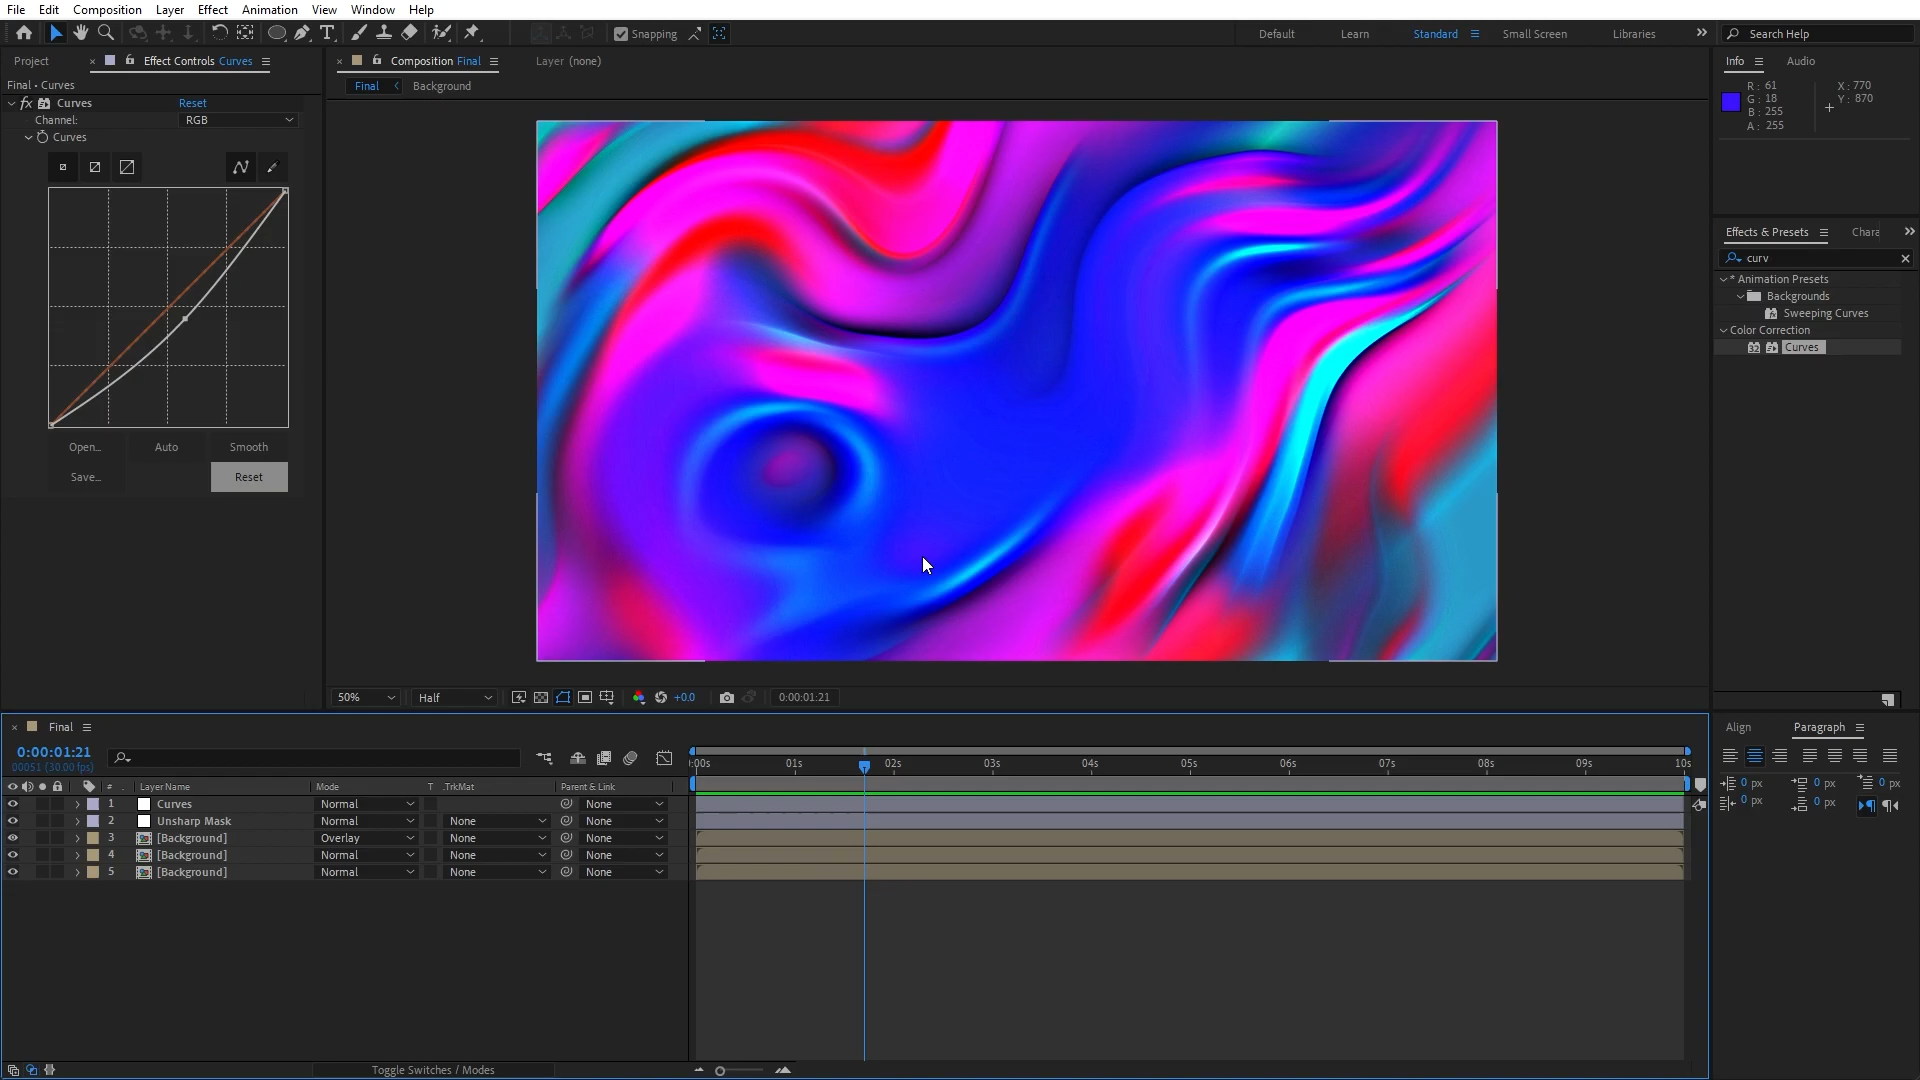 File Edit Composition Layer Effect Animation View Window Help
Snapping
Default Learn Standard Small Screen Libraries
Search Help
Project
Effect Controls Curves
Composition Final
Layer (none)
Info Audio
Final • Curves
Final Background
R: 61
G: 18
B: 255
A: 255
X: 770
Y: 870
fx Curves Reset
Channel: RGB
Curves
Effects & Presets
Chara
curv
* Animation Presets
Backgrounds
Sweeping Curves
Color Correction
32 Curves
Open... Auto Smooth
Save... Reset
50% Half +0.0 0:00:01:21
Final
0:00:01:21
00051 (30.00 fps)
:00s 01s 02s 03s 04s 05s 06s 07s 08s 09s 10s
# Layer Name Mode T .TrkMat Parent & Link
1 Curves Normal None
2 Unsharp Mask Normal None None
3 [Background] Overlay None None
4 [Background] Normal None None
5 [Background] Normal None None
Toggle Switches / Modes
Align Paragraph
0 px 0 px 0 px
0 px 0 px